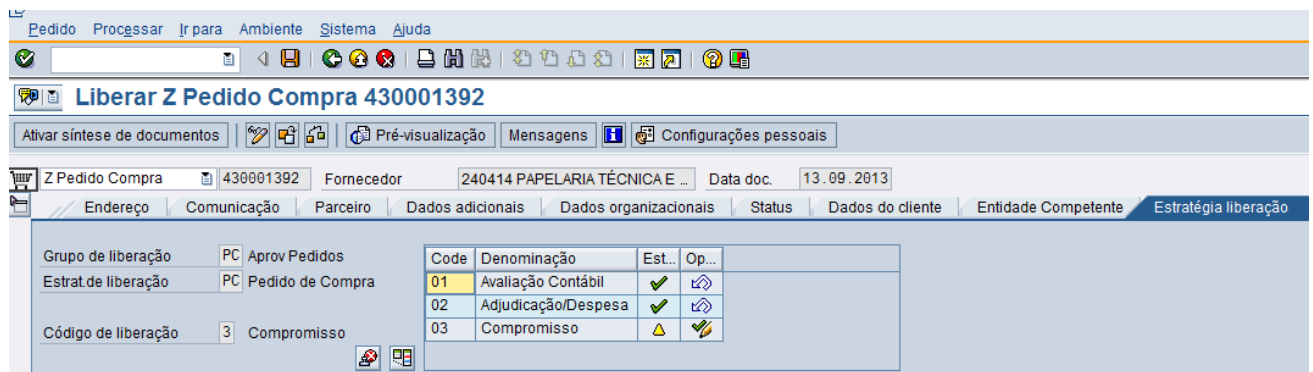 Pedido Processar Ir para Ambiente Sistema Ajuda
Liberar Z Pedido Compra 430001392
Ativar síntese de documentos Pré-visualização Mensagens Configurações pessoais
Z Pedido Compra 430001392 Fornecedor 240414 PAPELARIA TÉCNICA E ... Data doc. 13.09.2013
Endereço Comunicação Parceiro Dados adicionais Dados organizacionais Status Dados do cliente Entidade Competente Estratégia liberação
Grupo de liberação PC Aprov Pedidos
Estrat.de liberação PC Pedido de Compra
Código de liberação 3 Compromisso
Code Denominação Est... Op...
01 Avaliação Contábil
02 Adjudicação/Despesa
03 Compromisso